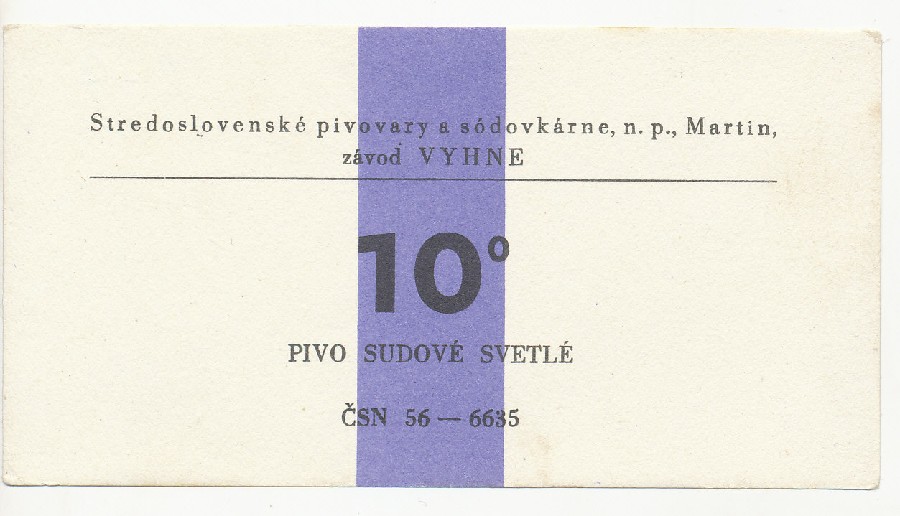 Stredoslovenské pivovary a sódovkárne, n. p., Martin,
závod VYHNE
10°
PIVO SUDOVÉ SVETLÉ
ČSN 56 — 6635